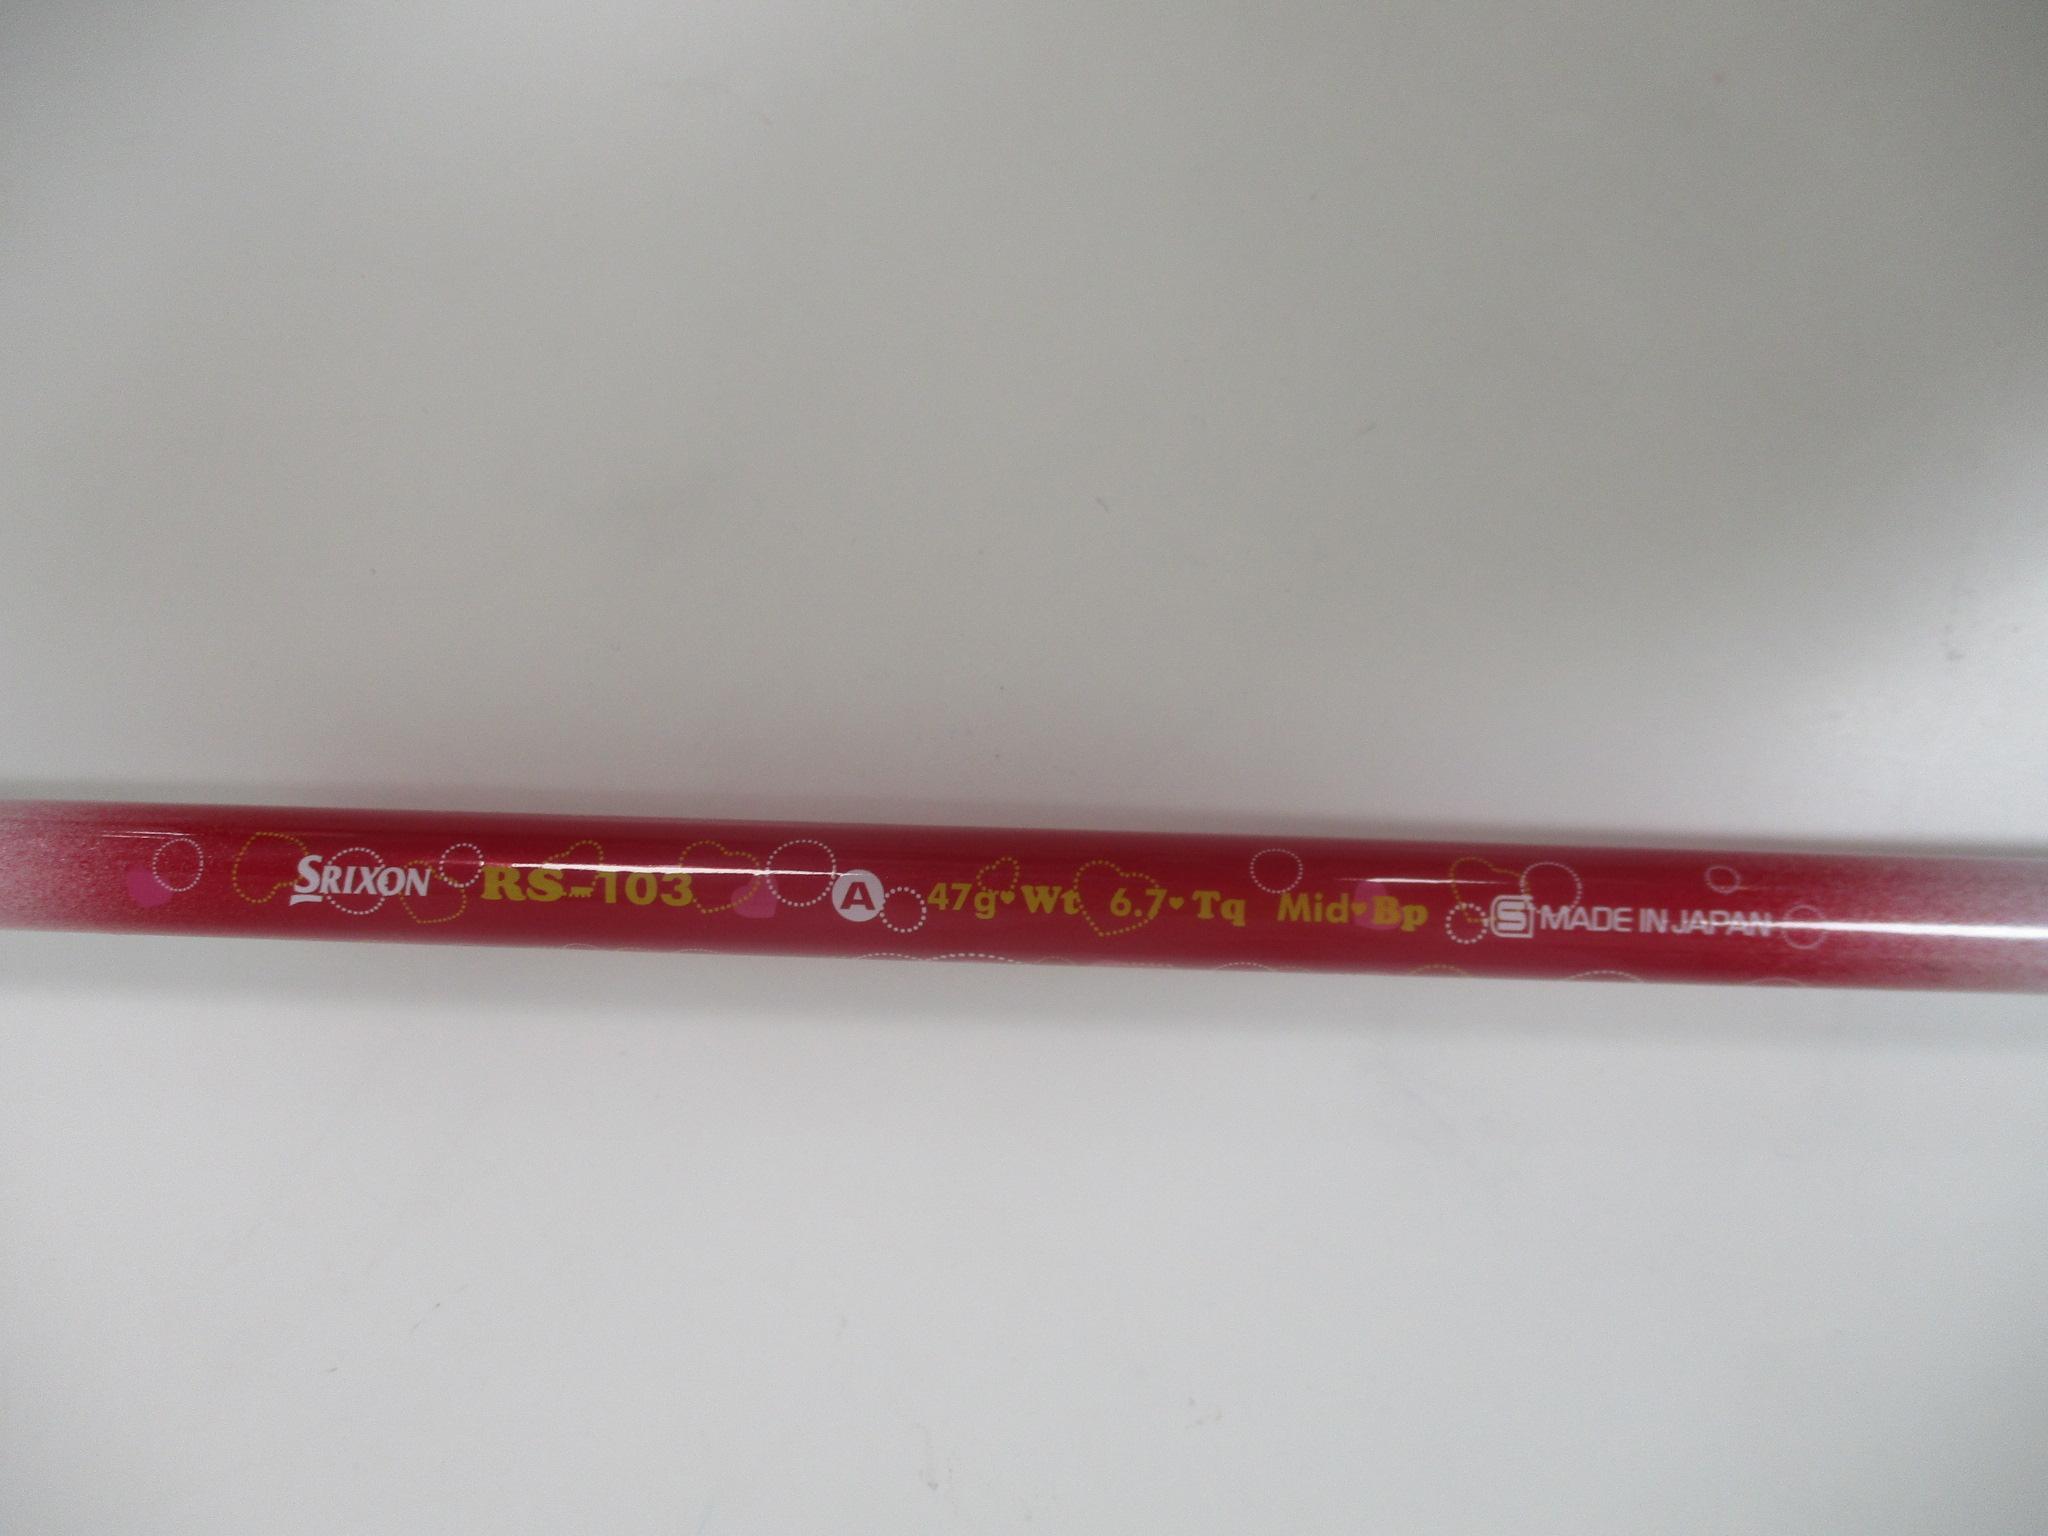 SRIXON RS-103 A 47g♥Wt 6.7♥Tq Mid♥Bp S MADE IN JAPAN